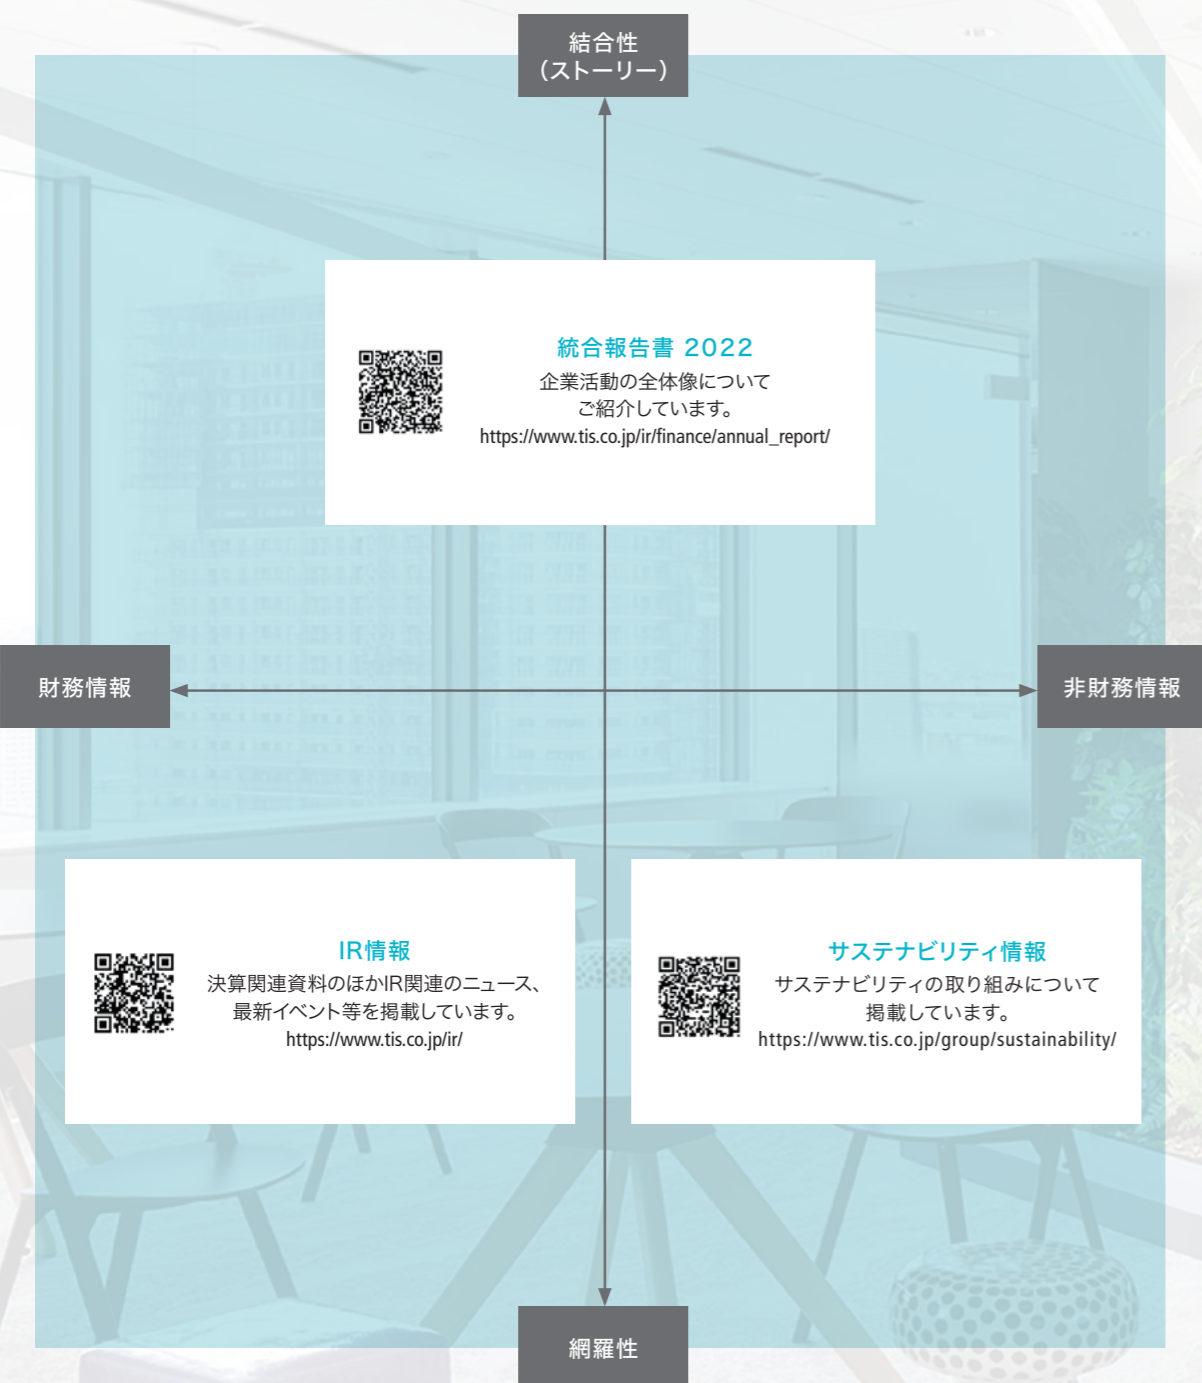 結合性
（ストーリー）
統合報告書 2022
企業活動の全体像について
ご紹介しています。
https://www.tis.co.jp/ir/finance/annual_report/
財務情報
非財務情報
IR情報
決算関連資料のほかIR関連のニュース、
最新イベント等を掲載しています。
https://www.tis.co.jp/ir/
サステナビリティ情報
サステナビリティの取り組みについて
掲載しています。
https://www.tis.co.jp/group/sustainability/
網羅性